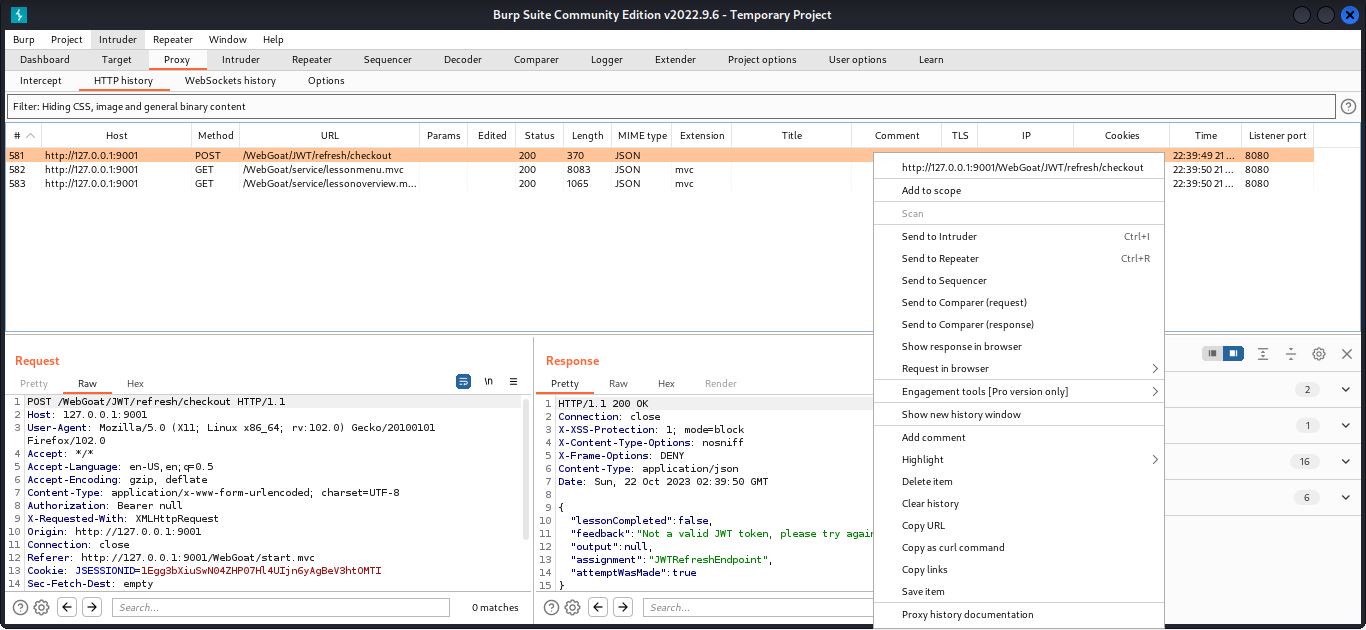 Burp Suite Community Edition v2022.9.6 - Temporary Project
Burp Project Intruder Repeater Window Help
Dashboard Target Proxy Intruder Repeater Sequencer Decoder Comparer Logger Extender Project options User options Learn
Intercept HTTP history WebSockets history Options
Filter: Hiding CSS, image and general binary content
# Host Method URL Params Edited Status Length MIME type Extension Title Comment TLS IP Cookies Time Listener port
581 http://127.0.0.1:9001 POST /WebGoat/JWT/refresh/checkout 200 370 JSON 22:39:49 21... 8080
582 http://127.0.0.1:9001 GET /WebGoat/service/lessonmenu.mvc 200 8083 JSON mvc 22:39:50 21... 8080
583 http://127.0.0.1:9001 GET /WebGoat/service/lessonoverview.m... 200 1065 JSON mvc 22:39:50 21... 8080
http://127.0.0.1:9001/WebGoat/JWT/refresh/checkout
Add to scope
Scan
Send to Intruder Ctrl+I
Send to Repeater Ctrl+R
Send to Sequencer
Send to Comparer (request)
Send to Comparer (response)
Show response in browser
Request in browser
Engagement tools [Pro version only]
Show new history window
Add comment
Highlight
Delete item
Clear history
Copy URL
Copy as curl command
Copy links
Save item
Proxy history documentation
Request
Pretty Raw Hex
\n
1 POST /WebGoat/JWT/refresh/checkout HTTP/1.1
2 Host: 127.0.0.1:9001
3 User-Agent: Mozilla/5.0 (X11; Linux x86_64; rv:102.0) Gecko/20100101
Firefox/102.0
4 Accept: */*
5 Accept-Language: en-US,en;q=0.5
6 Accept-Encoding: gzip, deflate
7 Content-Type: application/x-www-form-urlencoded; charset=UTF-8
8 Authorization: Bearer null
9 X-Requested-With: XMLHttpRequest
10 Origin: http://127.0.0.1:9001
11 Connection: close
12 Referer: http://127.0.0.1:9001/WebGoat/start.mvc
13 Cookie: JSESSIONID=1Egg3bXiuSwN04ZHP07Hl4UIjn6yAgBeV3htOMTI
14 Sec-Fetch-Dest: empty
Search... 0 matches
Response
Pretty Raw Hex Render
1 HTTP/1.1 200 OK
2 Connection: close
3 X-XSS-Protection: 1; mode=block
4 X-Content-Type-Options: nosniff
5 X-Frame-Options: DENY
6 Content-Type: application/json
7 Date: Sun, 22 Oct 2023 02:39:50 GMT
8
9 {
10 "lessonCompleted":false,
11 "feedback":"Not a valid JWT token, please try again
12 "output":null,
13 "assignment":"JWTRefreshEndpoint",
14 "attemptWasMade":true
15 }
Search...
2
1
16
6